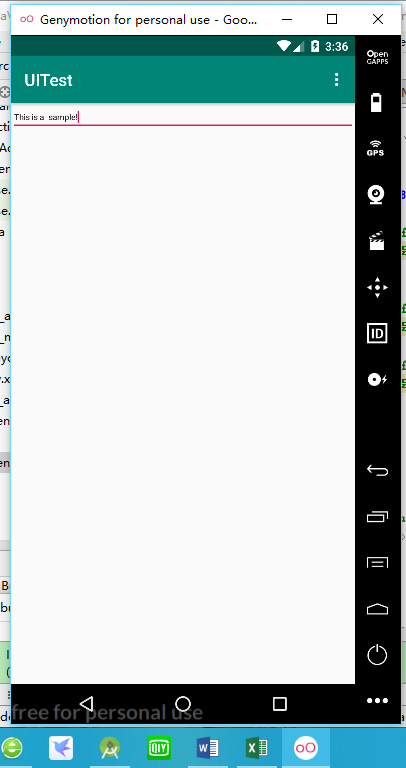 Genymotion for personal use - Goo...
3:36
Open
GAPPS
UITest
This is a  sample!
GPS
ID
free for personal use
QIY